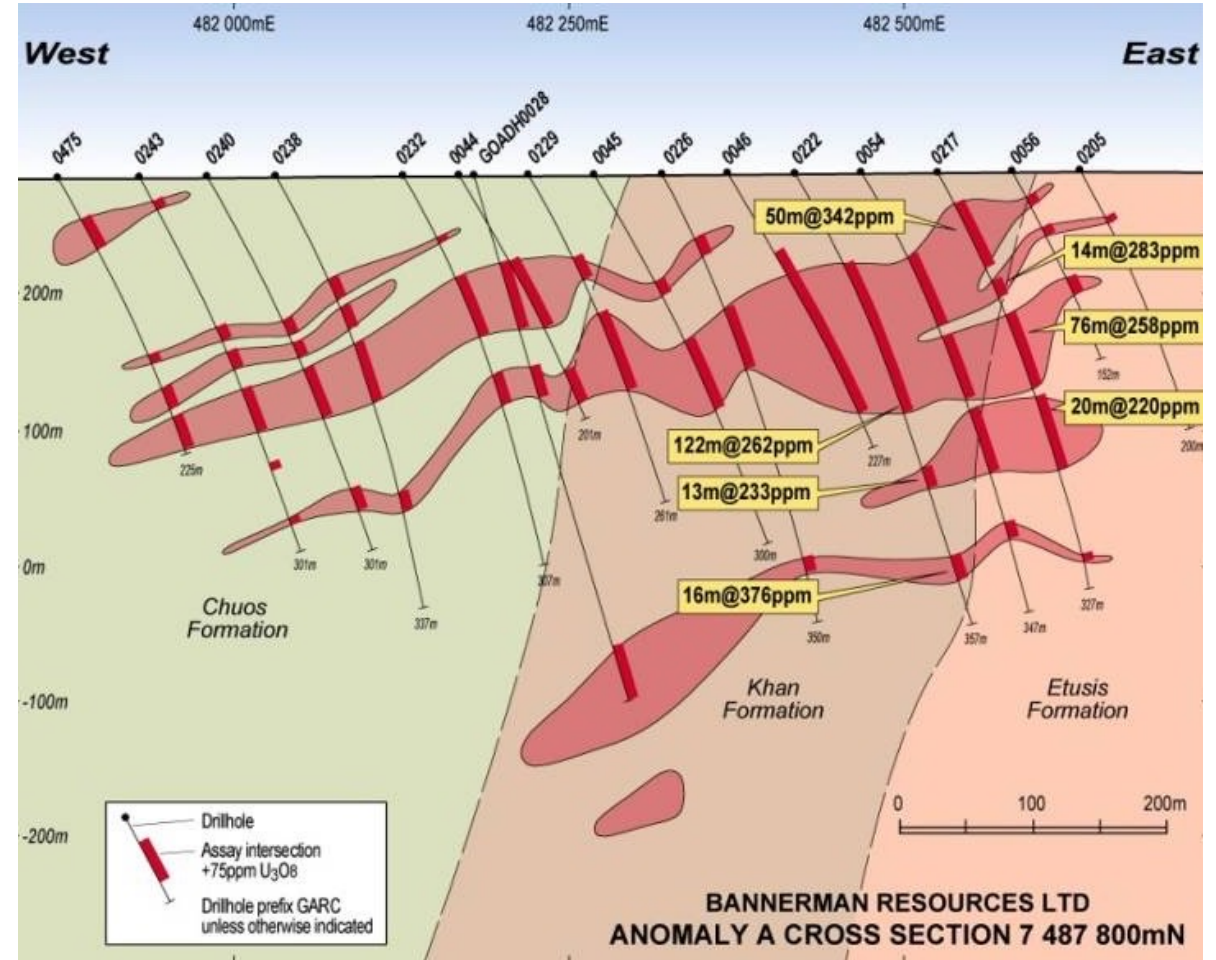 482 000mE
482 250mE
482 500mE
West
East
0475
0243
0240
0238
0232
0044
GOADH0028
0229
0045
0226
0046
0222
0054
0217
0056
0205
50m@342ppm
14m@283ppm
200m
76m@258ppm
152m
20m@220ppm
100m
201m
122m@262ppm
200m
227m
225m
13m@233ppm
261m
300m
0m
301m
301m
307m
16m@376ppm
327m
Chuos
Formation
337m
350m
357m
347m
-100m
Khan
Formation
Etusis
Formation
0
100
200m
-200m
Drillhole
Assay intersection
+75ppm U3O8
Drillhole prefix GARC
unless otherwise indicated
BANNERMAN RESOURCES LTD
ANOMALY A CROSS SECTION 7 487 800mN